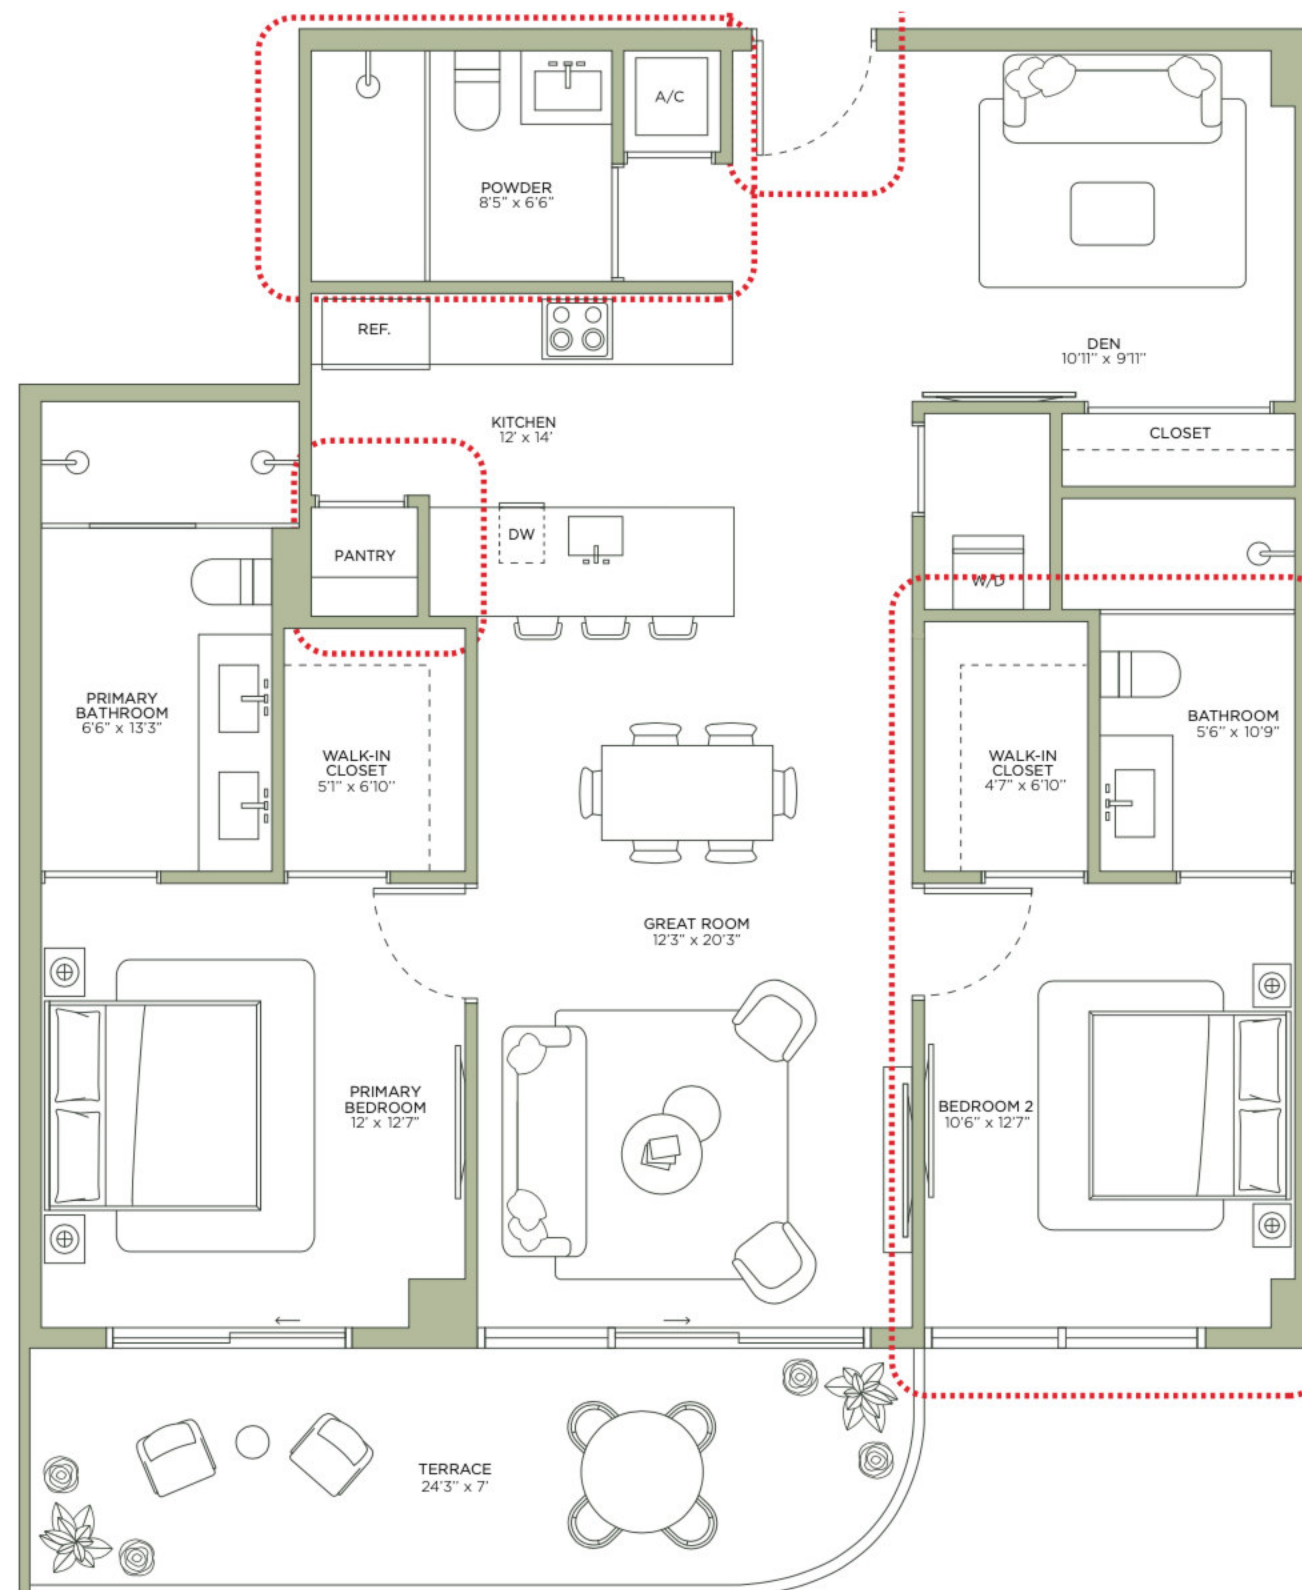 A/C
POWDER
8'5" x 6'6"
REF.
DEN
10'11" x 9'11"
KITCHEN
12' x 14'
CLOSET
DW
PANTRY
W/D
PRIMARY
BATHROOM
6'6" x 13'3"
BATHROOM
5'6" x 10'9"
WALK-IN
CLOSET
5'1" x 6'10"
WALK-IN
CLOSET
4'7" x 6'10"
GREAT ROOM
12'3" x 20'3"
PRIMARY
BEDROOM
12' x 12'7"
BEDROOM 2
10'6" x 12'7"
TERRACE
24'3" x 7'